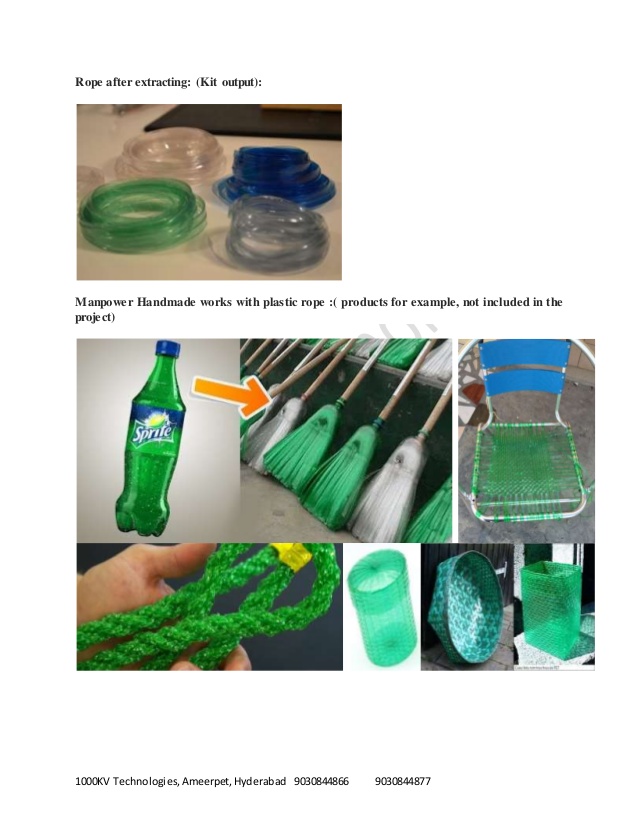 Rope after extracting: (Kit output):
Manpower Handmade works with plastic rope :( products for example, not included in the
project)
Sprite
1000KV Technologies, Ameerpet, Hyderabad 9030844866 9030844877